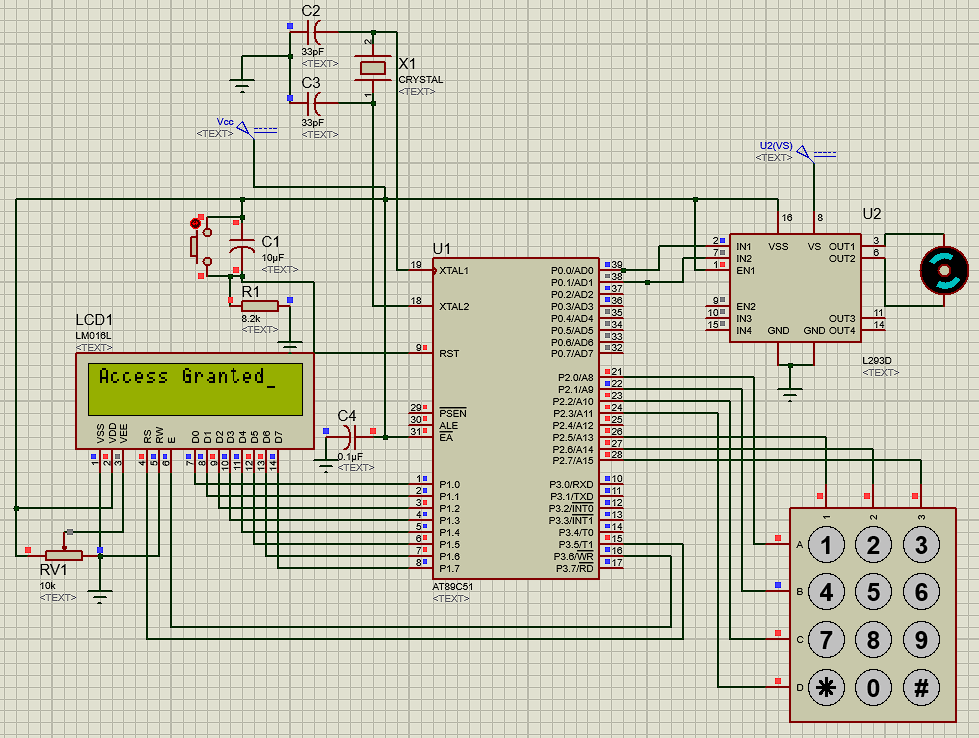 C2
33pF
<TEXT>
2
X1
CRYSTAL
<TEXT>
1
C3
33pF
<TEXT>
Vcc
<TEXT>
U2(VS)
<TEXT>
C1
10µF
<TEXT>
R1
8.2k
<TEXT>
U1
19 XTAL1
18 XTAL2
9 RST
29 PSEN
30 ALE
31 EA
1 P1.0
2 P1.1
3 P1.2
4 P1.3
5 P1.4
6 P1.5
7 P1.6
8 P1.7
P0.0/AD0 39
P0.1/AD1 38
P0.2/AD2 37
P0.3/AD3 36
P0.4/AD4 35
P0.5/AD5 34
P0.6/AD6 33
P0.7/AD7 32
P2.0/A8 21
P2.1/A9 22
P2.2/A10 23
P2.3/A11 24
P2.4/A12 25
P2.5/A13 26
P2.6/A14 27
P2.7/A15 28
P3.0/RXD 10
P3.1/TXD 11
P3.2/INT0 12
P3.3/INT1 13
P3.4/T0 14
P3.5/T1 15
P3.6/WR 16
P3.7/RD 17
AT89C51
<TEXT>
U2
16 8
2 IN1 VSS VS OUT1 3
7 IN2 OUT2 6
1 EN1
9 EN2
10 IN3 OUT3 11
15 IN4 GND GND OUT4 14
L293D
<TEXT>
LCD1
LM016L
<TEXT>
Access Granted_
VSS VDD VEE RS RW E D0 D1 D2 D3 D4 D5 D6 D7
1 2 3 4 5 6 7 8 9 10 11 12 13 14
C4
0.1µF
<TEXT>
RV1
10k
<TEXT>
1 2 3
A 1 2 3
B 4 5 6
C 7 8 9
D * 0 #